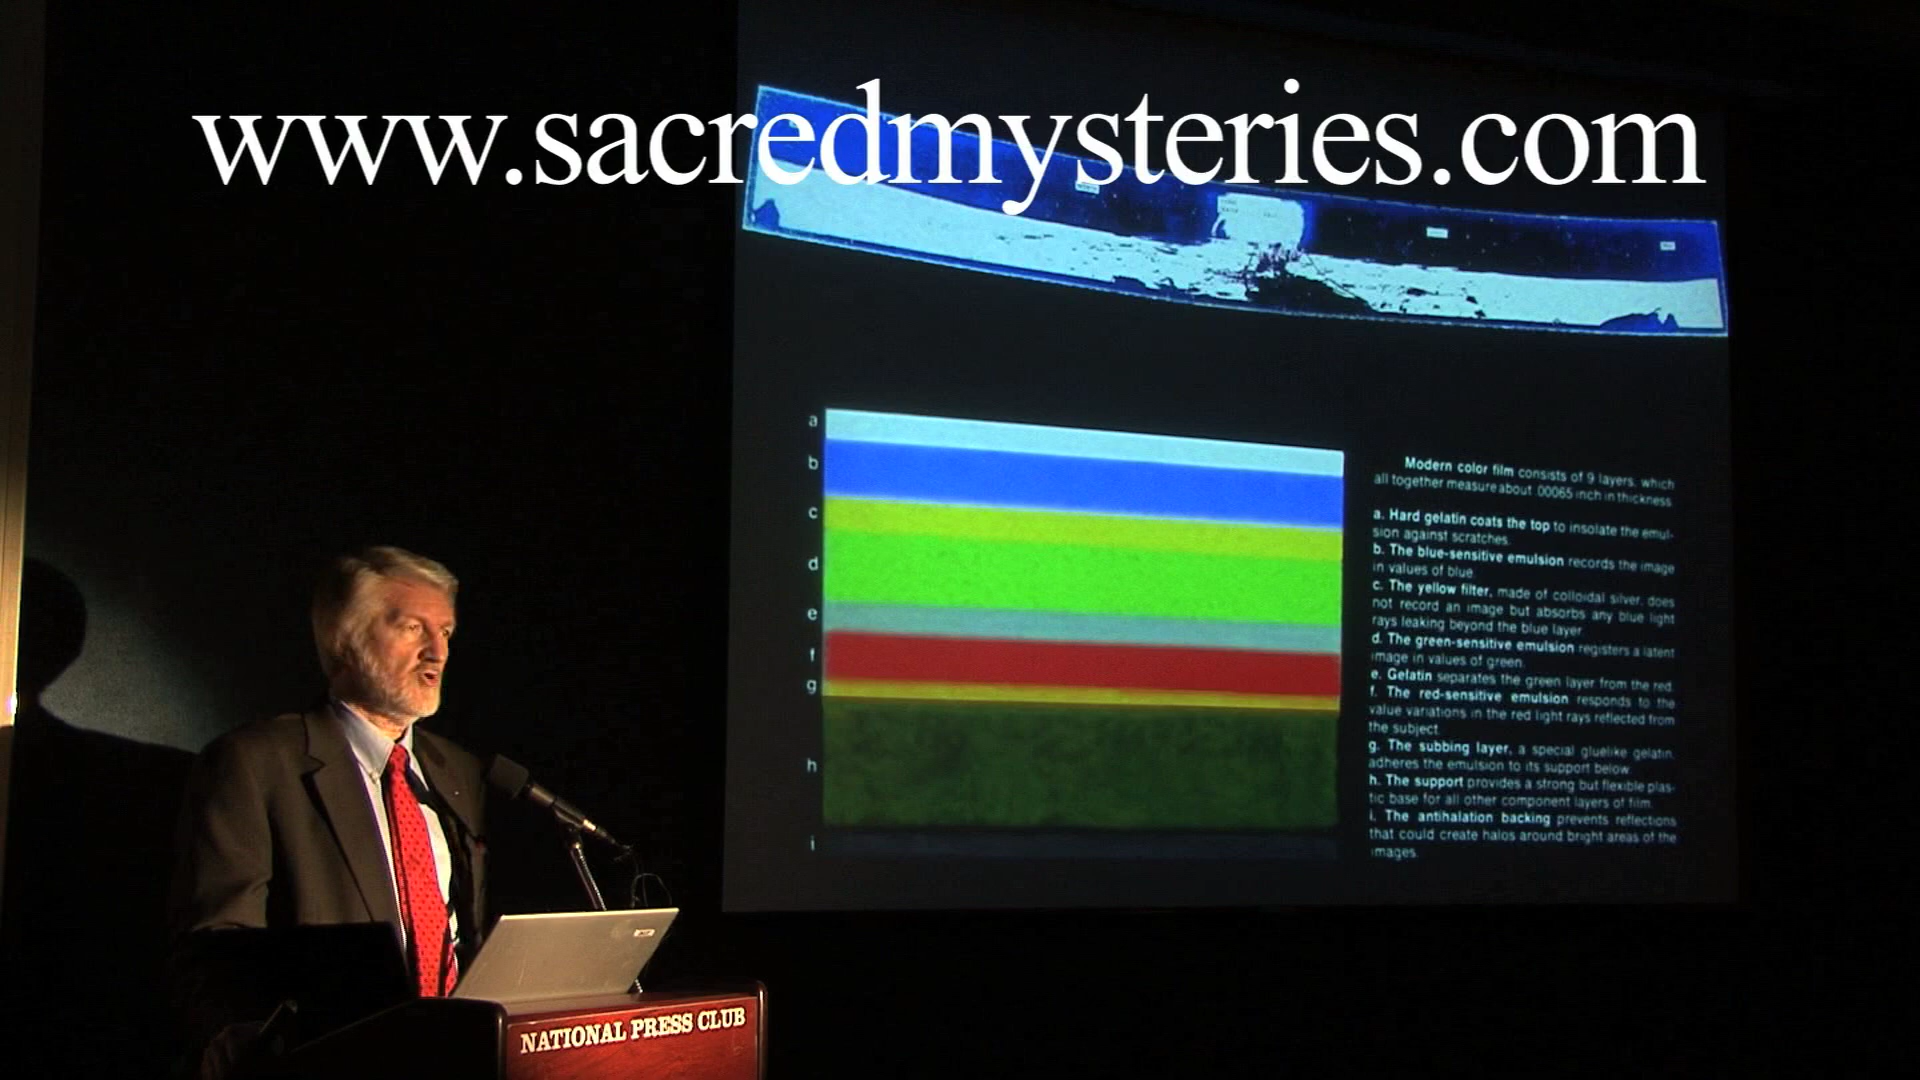 www.sacredmysteries.com
a
b
c
d
e
f
g
h
i
Modern color film consists of 9 layers, which
all together measure about .00065 inch in thickness.
a. Hard gelatin coats the top to insolate the emul-
sion against scratches.
b. The blue-sensitive emulsion records the image
in values of blue.
c. The yellow filter, made of colloidal silver, does
not record an image but absorbs any blue light
rays leaking beyond the blue layer.
d. The green-sensitive emulsion registers a latent
image in values of green.
e. Gelatin separates the green layer from the red.
f. The red-sensitive emulsion responds to the
value variations in the red light rays reflected from
the subject.
g. The subbing layer, a special gluelike gelatin,
adheres the emulsion to its support below.
h. The support provides a strong but flexible plas-
tic base for all other component layers of film.
i. The antihalation backing prevents reflections
that could create halos around bright areas of the
images.
NATIONAL PRESS CLUB